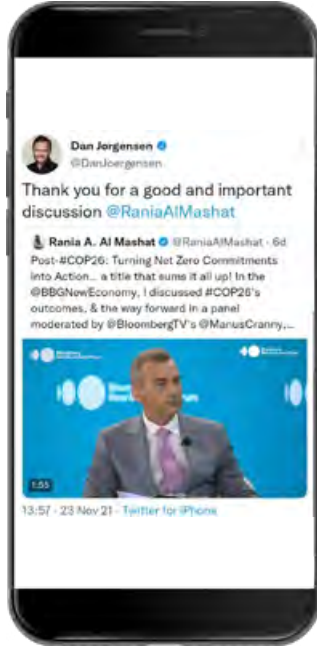 Dan Jorgensen
@DanJoergensen
Thank you for a good and important
discussion @RaniaAlMashat
Rania A. Al Mashat @RaniaAlMashat · 6d
Post-#COP26: Turning Net Zero Commitments
into Action... a title that sums it all up! In the
@BBGNewEconomy, I discussed #COP26's
outcomes, & the way forward in a panel
moderated by @BloombergTV's @ManusCranny,...
1:55
13:57 · 23 Nov 21 · Twitter for iPhone